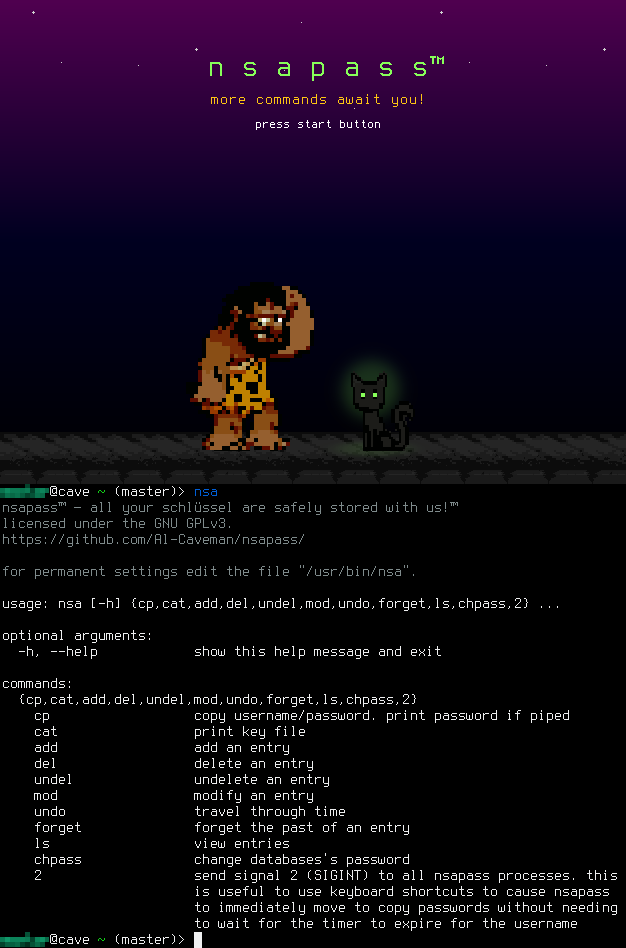 n s a p a s s™
more commands await you!
press start button
@cave ~ (master)> nsa
nsapass™ - all your schlüssel are safely stored with us!™
licensed under the GNU GPLv3.
https://github.com/Al-Caveman/nsapass/
for permanent settings edit the file "/usr/bin/nsa".
usage: nsa [-h] {cp,cat,add,del,undel,mod,undo,forget,ls,chpass,2} ...
optional arguments:
-h, --help show this help message and exit
commands:
{cp,cat,add,del,undel,mod,undo,forget,ls,chpass,2}
cp copy username/password. print password if piped
cat print key file
add add an entry
del delete an entry
undel undelete an entry
mod modify an entry
undo travel through time
forget forget the past of an entry
ls view entries
chpass change databases's password
2 send signal 2 (SIGINT) to all nsapass processes. this
is useful to use keyboard shortcuts to cause nsapass
to immediately move to copy passwords without needing
to wait for the timer to expire for the username
@cave ~ (master)>